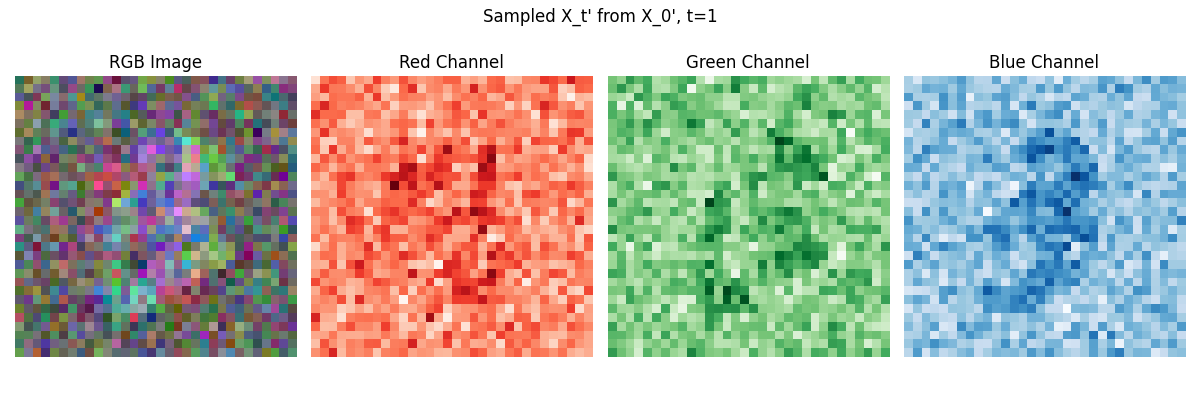 Sampled X_t' from X_0', t=1
RGB Image
Red Channel
Green Channel
Blue Channel